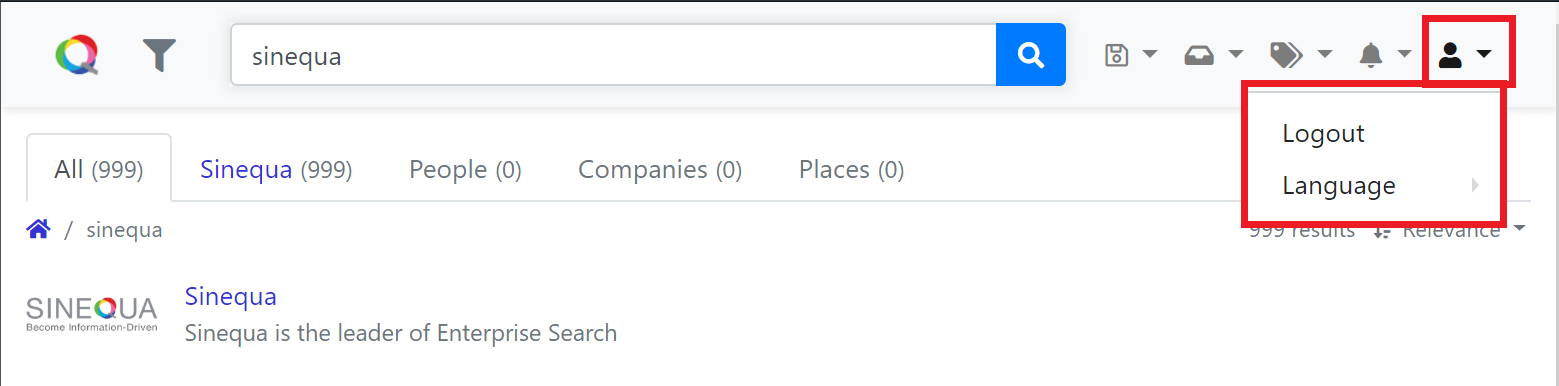 sinequa
Logout
Language
All (999) Sinequa (999) People (0) Companies (0) Places (0)
/ sinequa
999 results Relevance
SINEQUA
Become Information-Driven
Sinequa
Sinequa is the leader of Enterprise Search